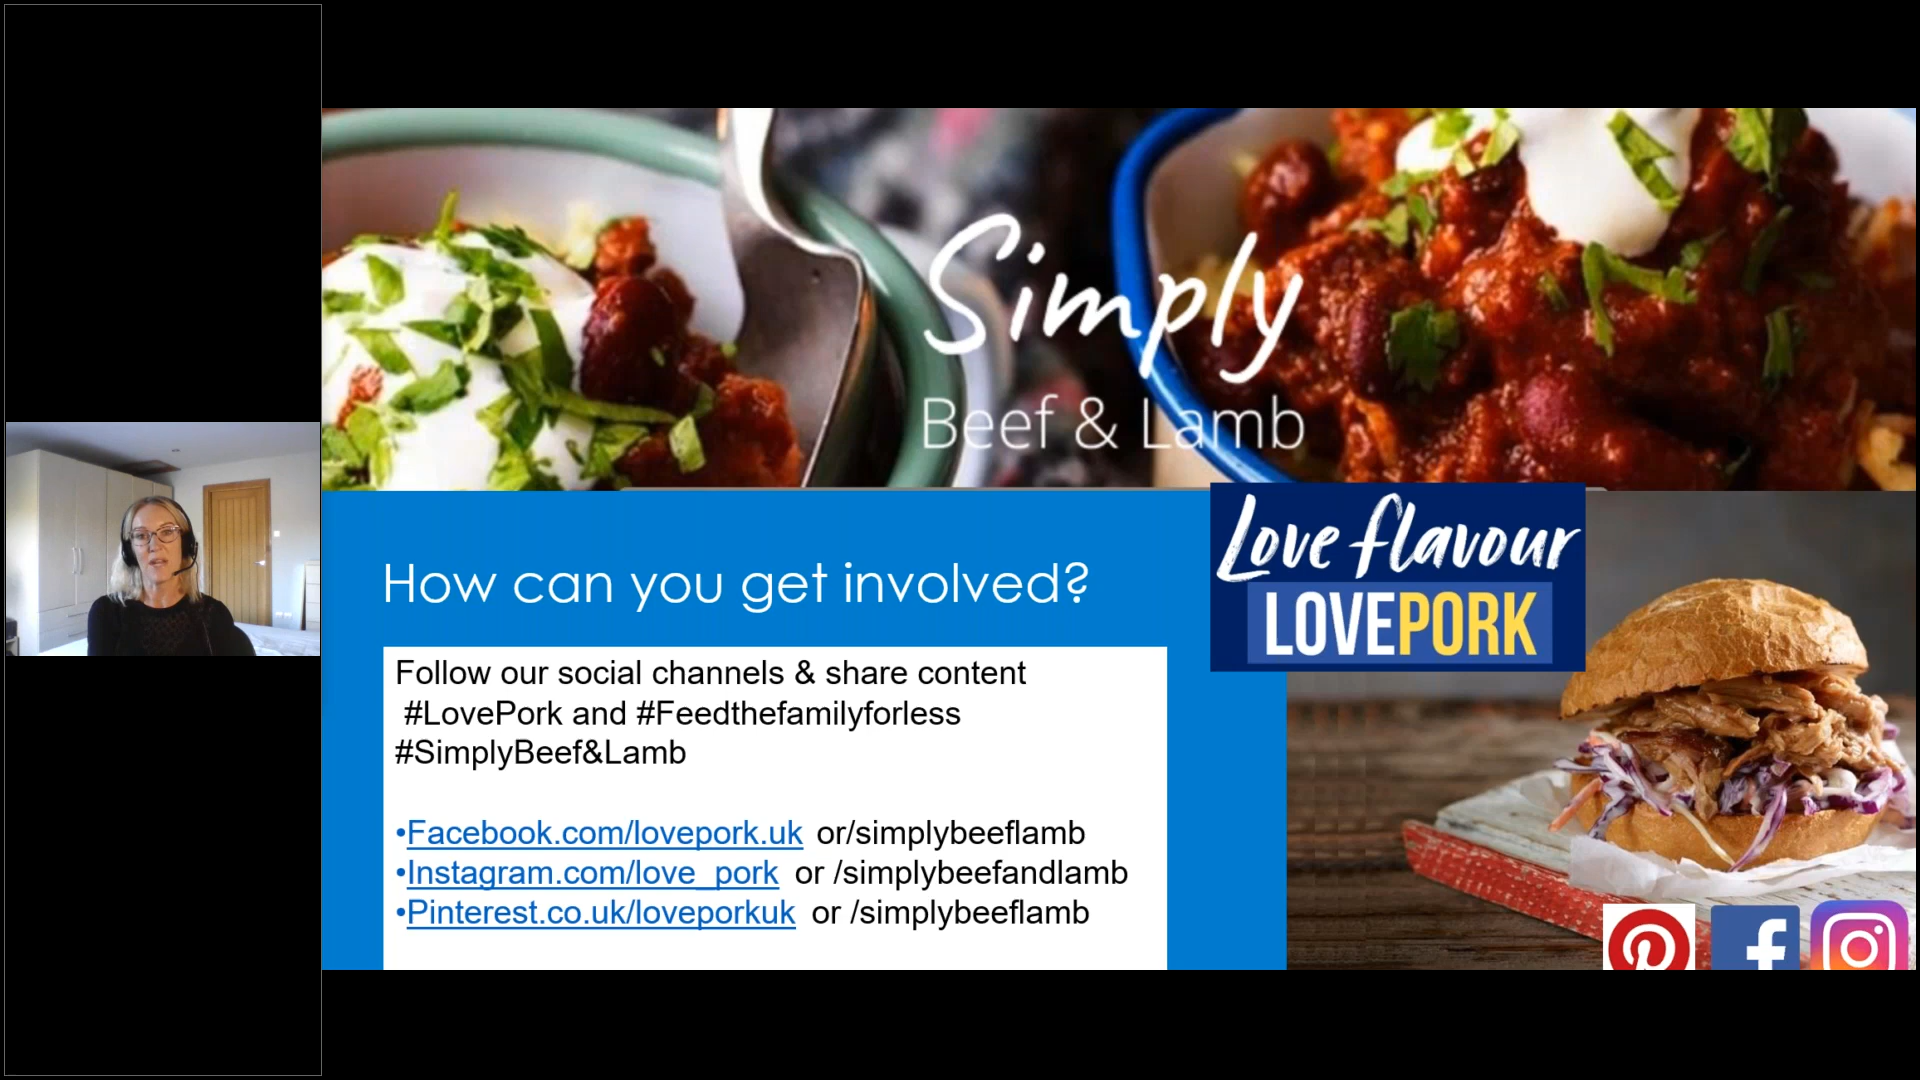 Simply
Beef & Lamb
Love flavour
LOVEPORK
How can you get involved?
Follow our social channels & share content
#LovePork and #Feedthefamilyforless
#SimplyBeef&Lamb
•Facebook.com/lovepork.uk or/simplybeeflamb
•Instagram.com/love_pork or /simplybeefandlamb
•Pinterest.co.uk/loveporkuk or /simplybeeflamb